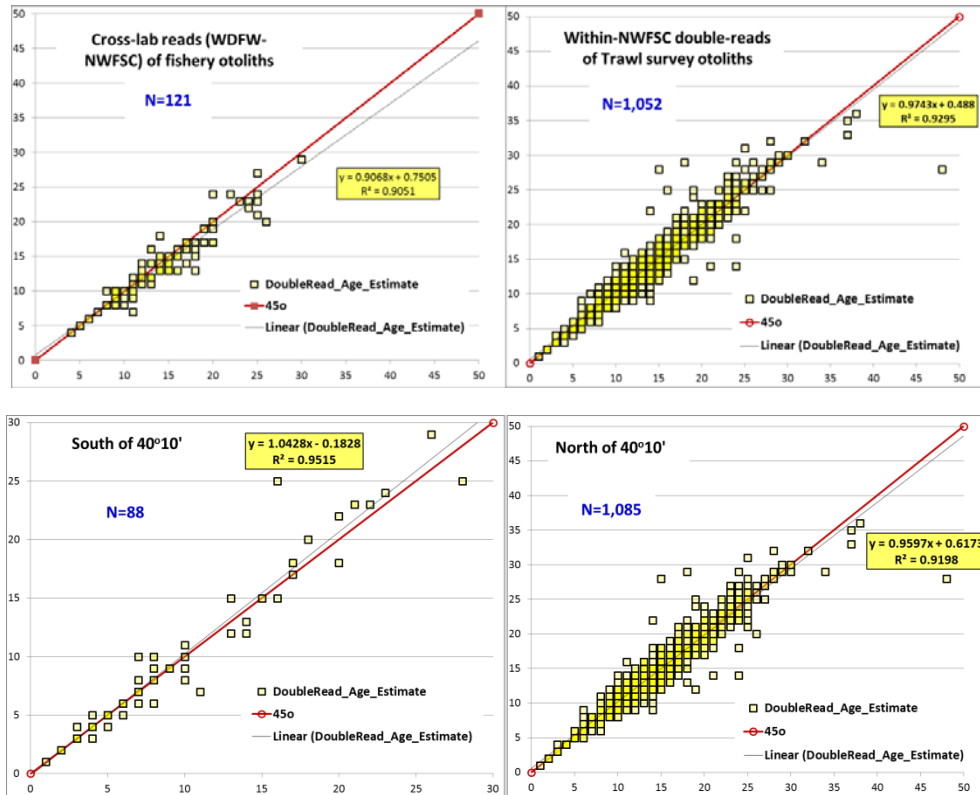 Cross-lab reads (WDFW-
NWFSC) of fishery otoliths
N=121
y = 0.9068x + 0.7505
R² = 0.9051
DoubleRead_Age_Estimate
45o
Linear (DoubleRead_Age_Estimate)
50
45
40
35
30
25
20
15
10
5
0
0 5 10 15 20 25 30 35 40 45 50
Within-NWFSC double-reads
of Trawl survey otoliths
N=1,052
y = 0.9743x + 0.488
R² = 0.9295
DoubleRead_Age_Estimate
45o
Linear (DoubleRead_Age_Estimate)
50
45
40
35
30
25
20
15
10
5
0
0 5 10 15 20 25 30 35 40 45 50
South of 40º10'
y = 1.0428x - 0.1828
R² = 0.9515
N=88
DoubleRead_Age_Estimate
45o
Linear (DoubleRead_Age_Estimate)
30
20
10
0
0 5 10 15 20 25 30
North of 40º10'
N=1,085
y = 0.9597x + 0.6173
R² = 0.9198
DoubleRead_Age_Estimate
45o
Linear (DoubleRead_Age_Estimate)
50
45
40
35
30
25
20
15
10
5
0
0 5 10 15 20 25 30 35 40 45 50